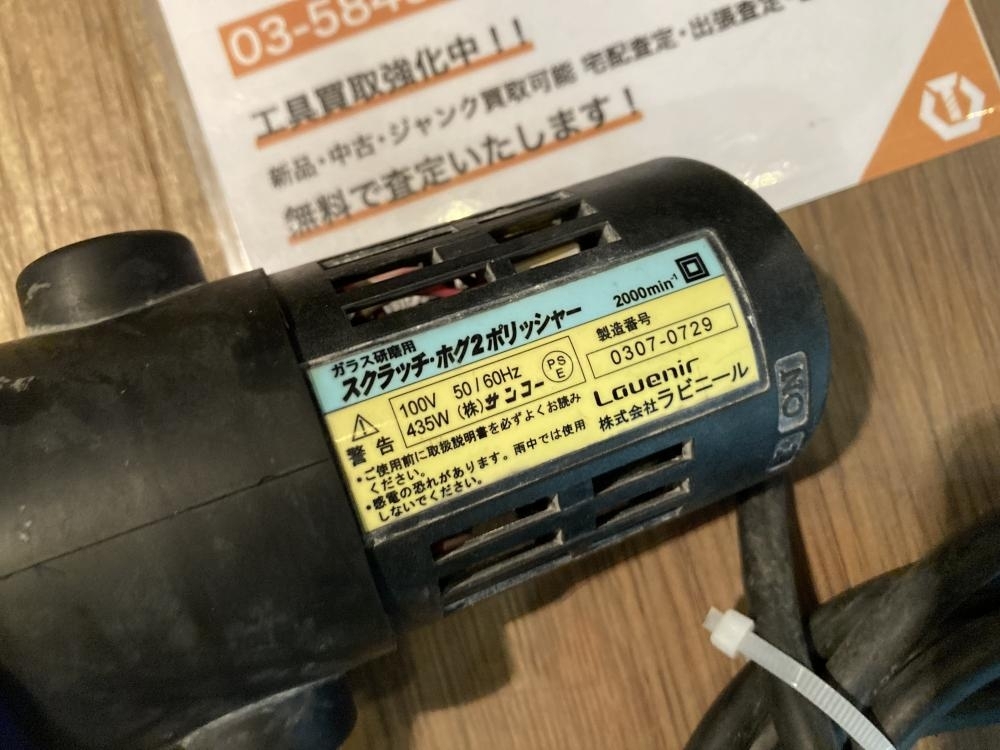 03-584
工具買取強化中！！
新品・中古・ジャンク買取可能 宅配査定・出張査定・
無料で査定いたします！
ガラス研磨用
スクラッチ・ホグ2ポリッシャー
2000min⁻¹
警告
100V 50/60Hz
435W (株)サンコー
PS
E
製造番号
0307-0729
・ご使用前に取扱説明書を必ずよくお読み
ください。
・感電の恐れがあります。雨中では使用
しないでください。
Lavenir
株式会社ラビニール
ON